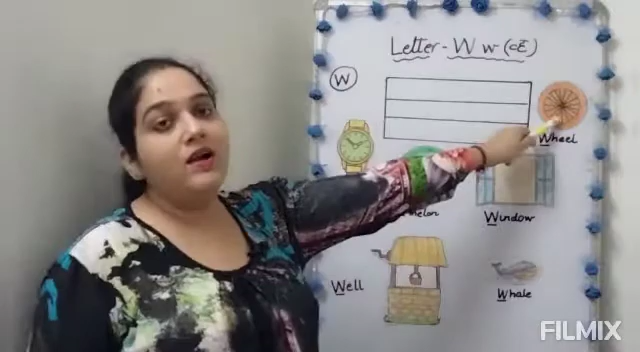 Letter - W w (CE)
W
Wheel
melon
Window
Well
Whale
FILMIX